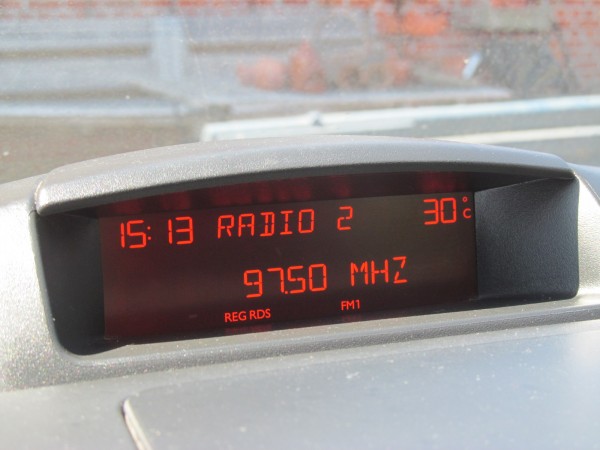 15:13 RADIO 2 30°C
97.50 MHZ
REG RDS FM1